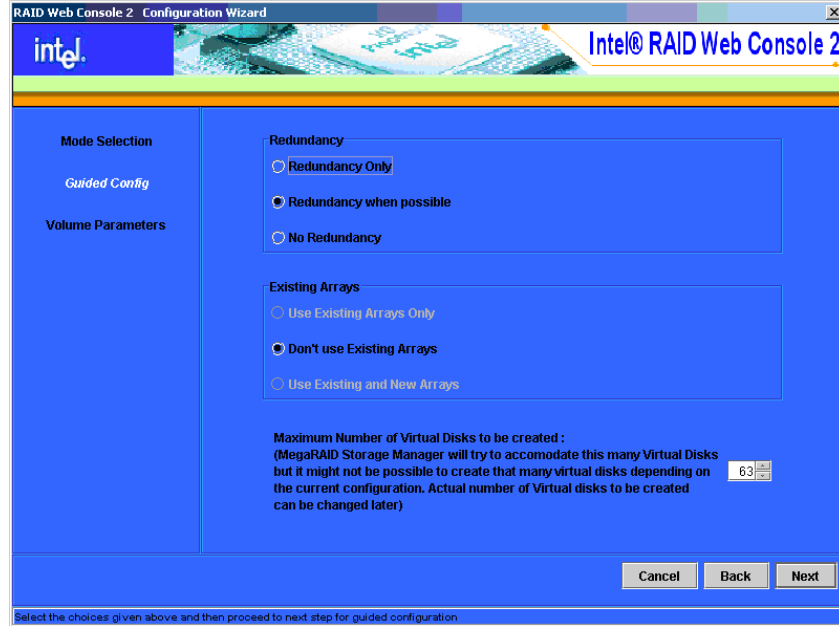 RAID Web Console 2 Configuration Wizard
intel.
intel
Intel® RAID Web Console 2
Mode Selection
Guided Config
Volume Parameters
Redundancy
Redundancy Only
Redundancy when possible
No Redundancy
Existing Arrays
Use Existing Arrays Only
Don't use Existing Arrays
Use Existing and New Arrays
Maximum Number of Virtual Disks to be created :
(MegaRAID Storage Manager will try to accomodate this many Virtual Disks
but it might not be possible to create that many virtual disks depending on
the current configuration. Actual number of Virtual disks to be created
can be changed later)
63
Cancel
Back
Next
Select the choices given above and then proceed to next step for guided configuration